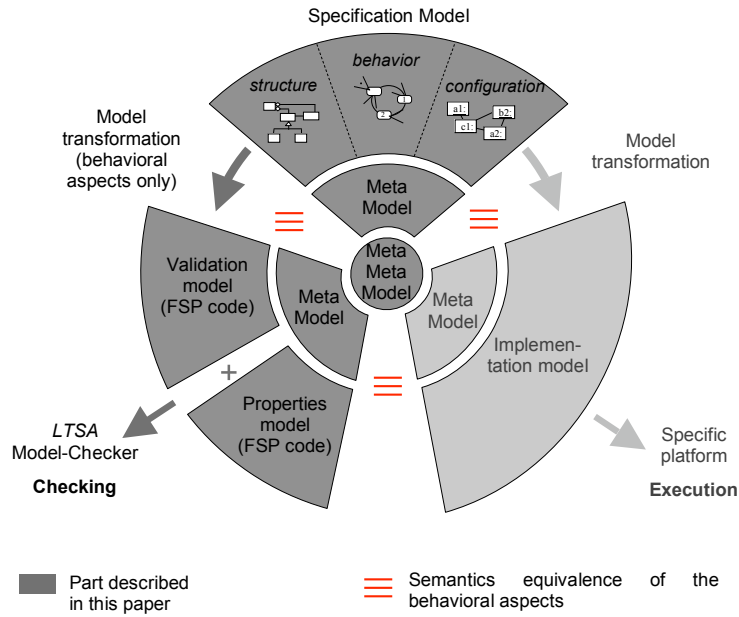 Specification Model
behavior
structure
configuration
1
2
a1:
b2:
c1:
a2:
Model
transformation
(behavioral
aspects only)
Model
transformation
Meta
Model
Meta
Meta
Model
Validation
model
(FSP code)
Meta
Model
Meta
Model
Implemen-
tation model
+
Properties
model
(FSP code)
LTSA
Model-Checker
Checking
Specific
platform
Execution
Part described
in this paper
Semantics equivalence of the
behavioral aspects